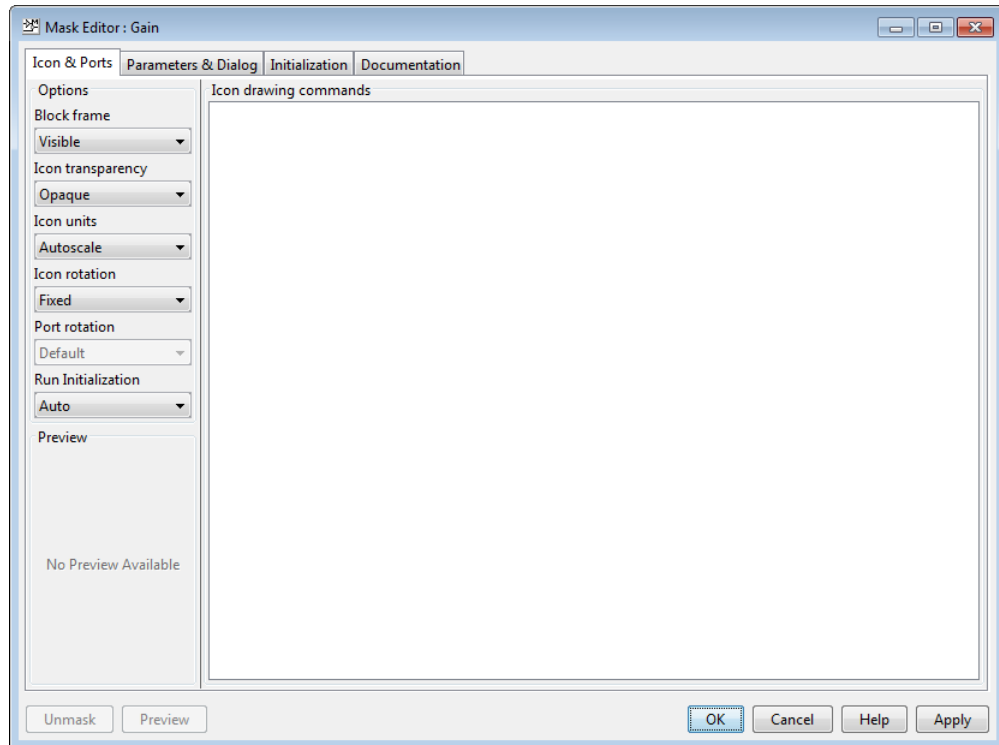 Mask Editor : Gain
Icon & Ports Parameters & Dialog Initialization Documentation
Options
Block frame
Visible
Icon transparency
Opaque
Icon units
Autoscale
Icon rotation
Fixed
Port rotation
Default
Run Initialization
Auto
Preview
No Preview Available
Icon drawing commands
Unmask Preview OK Cancel Help Apply